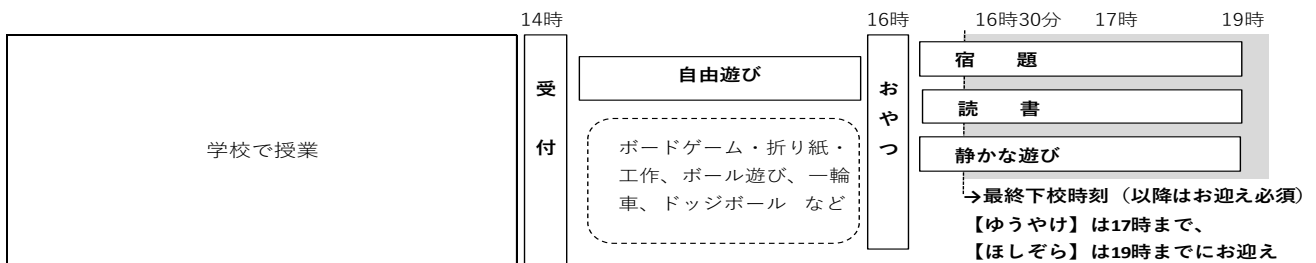 14時
16時
16時30分
17時
19時
学校で授業
受付
自由遊び
ボードゲーム・折り紙・
工作、ボール遊び、一輪
車、ドッジボール など
おやつ
宿 題
読 書
静かな遊び
→最終下校時刻（以降はお迎え必須）
【ゆうやけ】は17時まで、
【ほしぞら】は19時までにお迎え